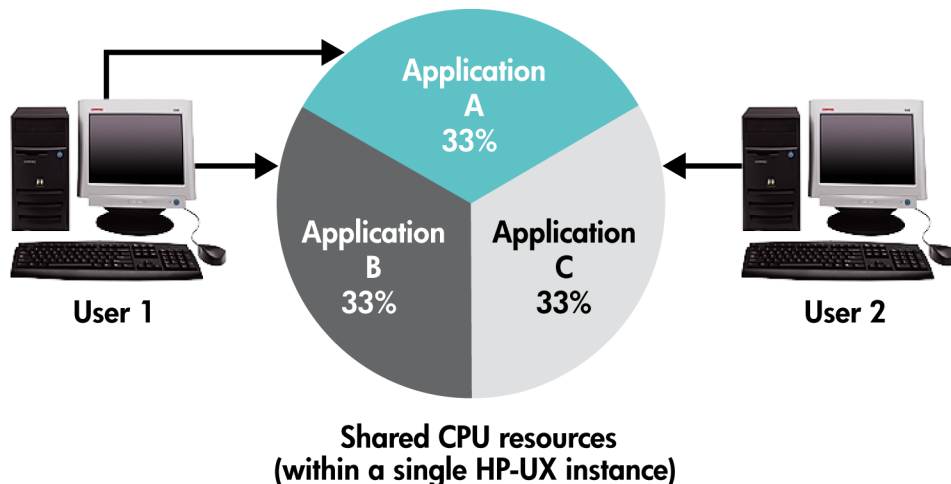 Application
A
33%
Application
B
33%
Application
C
33%
User 1
User 2
Shared CPU resources
(within a single HP-UX instance)